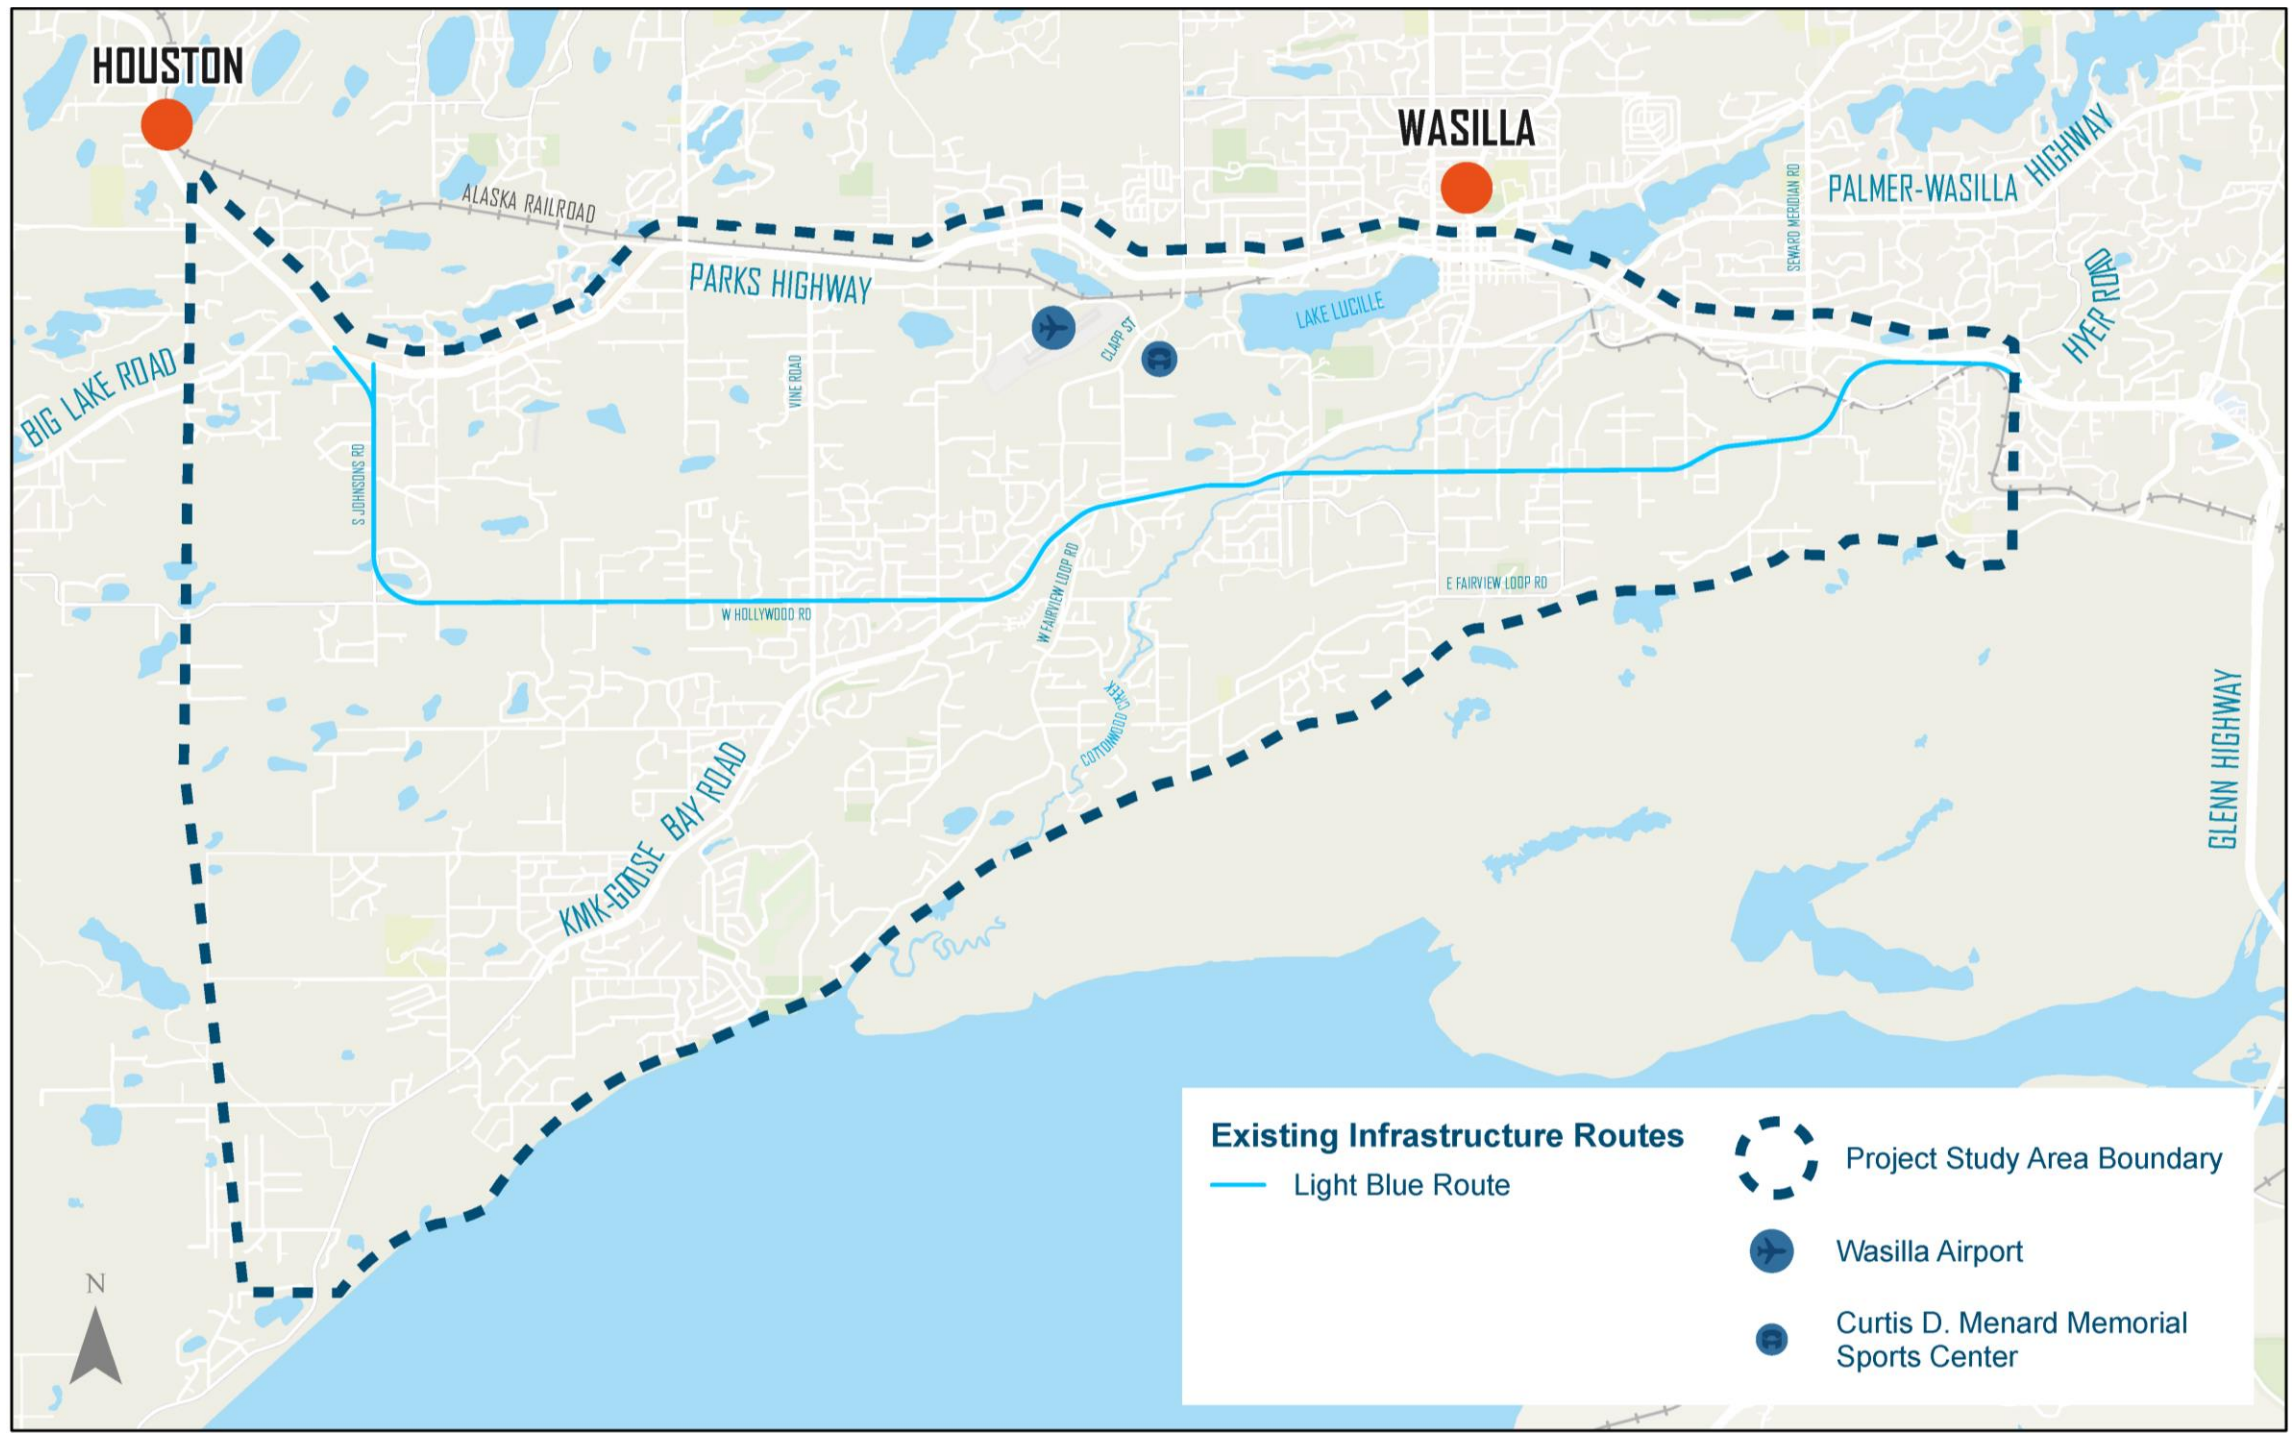 HOUSTON
WASILLA
ALASKA RAILROAD
PARKS HIGHWAY
PALMER-WASILLA HIGHWAY
SEWARD MERIDIAN RD
HYER ROAD
LAKE LUCILLE
CLAPP ST
BIG LAKE ROAD
VINE ROAD
S JOHNSONS RD
W HOLLYWOOD RD
W FAIRVIEW LOOP RD
E FAIRVIEW LOOP RD
COTTONWOOD CREEK
KMK-GOOSE BAY ROAD
GLENN HIGHWAY
N
Existing Infrastructure Routes
Light Blue Route
Project Study Area Boundary
Wasilla Airport
Curtis D. Menard Memorial
Sports Center